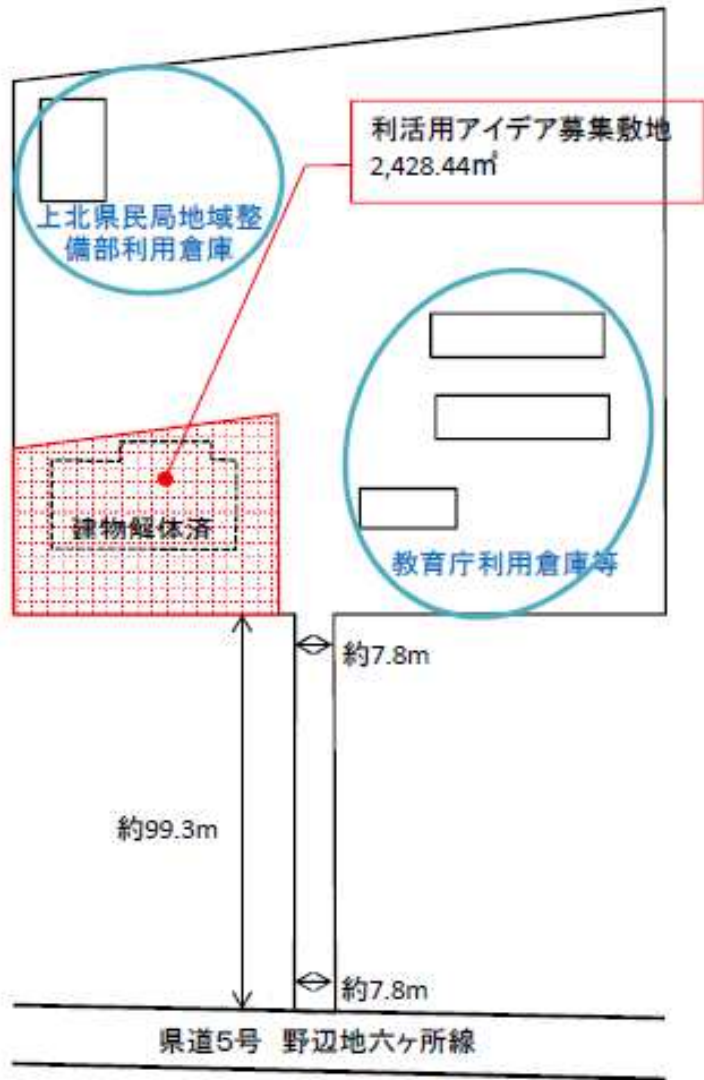 利活用アイデア募集敷地
2,428.44㎡
上北県民局地域整
備部利用倉庫
建物解体済
教育庁利用倉庫等
約7.8m
約99.3m
約7.8m
県道5号 野辺地六ヶ所線